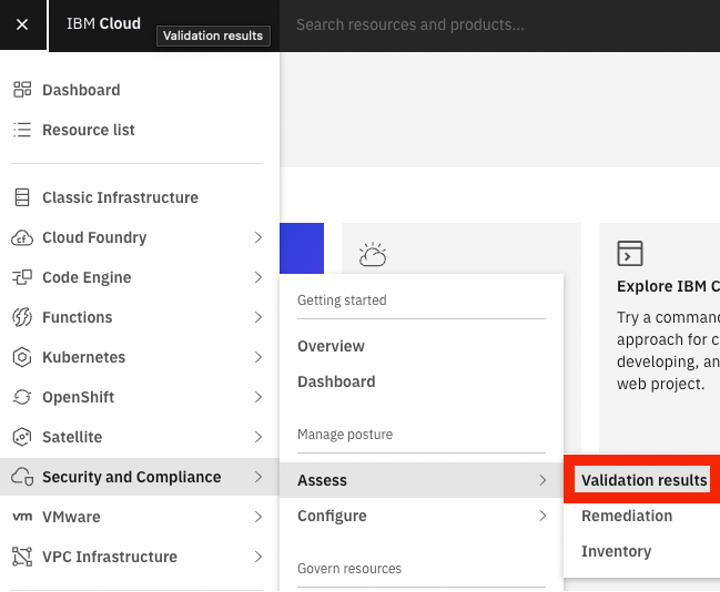 IBM Cloud
Validation results
Search resources and products...
Dashboard
Resource list
Classic Infrastructure
Cloud Foundry
Code Engine
Functions
Kubernetes
OpenShift
Satellite
Security and Compliance
VMware
VPC Infrastructure
Getting started
Overview
Dashboard
Manage posture
Assess
Configure
Govern resources
Validation results
Remediation
Inventory
Explore IBM C
Try a command
approach for c
developing, an
web project.